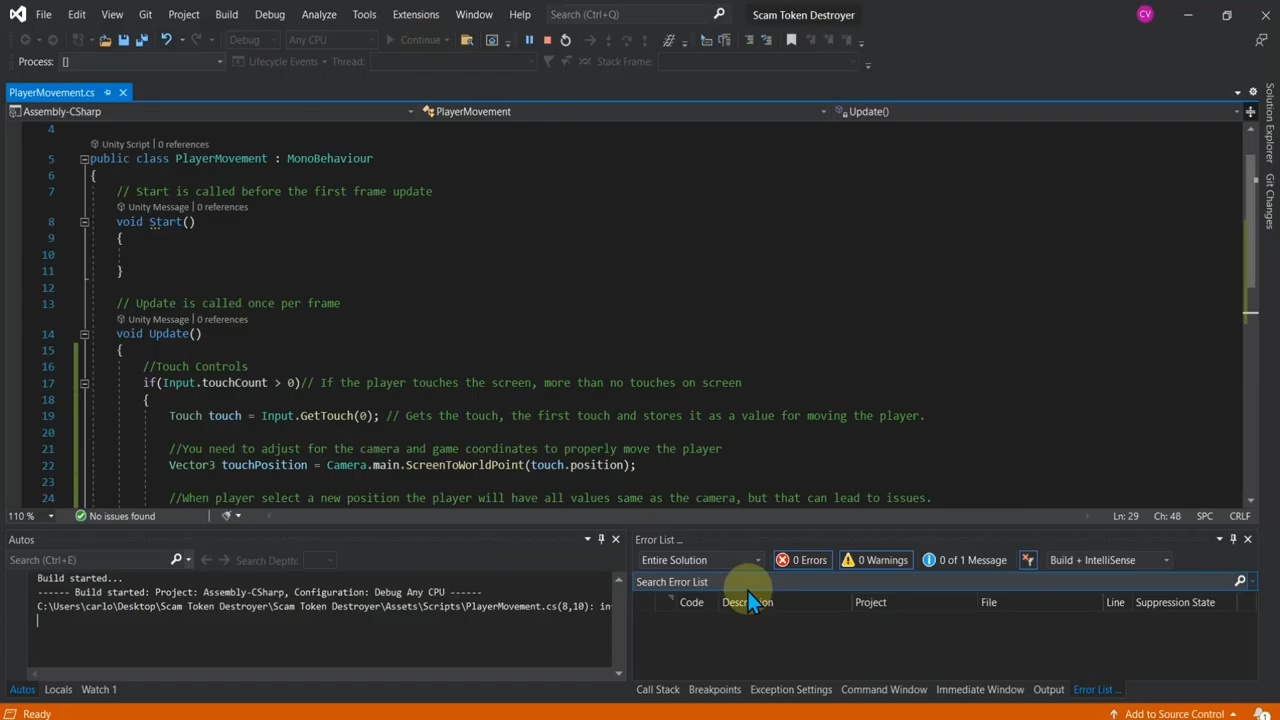 File Edit View Git Project Build Debug Analyze Tools Extensions Window Help Search (Ctrl+Q) Scam Token Destroyer CV
Debug Any CPU Continue
Process: [] Lifecycle Events Thread: Stack Frame:
PlayerMovement.cs
Assembly-CSharp PlayerMovement Update()
4
Unity Script | 0 references
5 public class PlayerMovement : MonoBehaviour
6 {
7 // Start is called before the first frame update
Unity Message | 0 references
8 void Start()
9 {
10
11 }
12
13 // Update is called once per frame
Unity Message | 0 references
14 void Update()
15 {
16 //Touch Controls
17 if(Input.touchCount > 0)// If the player touches the screen, more than no touches on screen
18 {
19 Touch touch = Input.GetTouch(0); // Gets the touch, the first touch and stores it as a value for moving the player.
20
21 //You need to adjust for the camera and game coordinates to properly move the player
22 Vector3 touchPosition = Camera.main.ScreenToWorldPoint(touch.position);
23
24 //When player select a new position the player will have all values same as the camera, but that can lead to issues.
110 % No issues found Ln: 29 Ch: 48 SPC CRLF
Solution Explorer
Git Changes
Autos
Search (Ctrl+E) Search Depth:
Build started...
------ Build started: Project: Assembly-CSharp, Configuration: Debug Any CPU ------
C:\Users\carlo\Desktop\Scam Token Destroyer\Scam Token Destroyer\Assets\Scripts\PlayerMovement.cs(8,10): in
Autos Locals Watch 1
Error List ...
Entire Solution 0 Errors 0 Warnings 0 of 1 Message Build + IntelliSense
Search Error List
Code Description Project File Line Suppression State
Call Stack Breakpoints Exception Settings Command Window Immediate Window Output Error List ...
Ready Add to Source Control